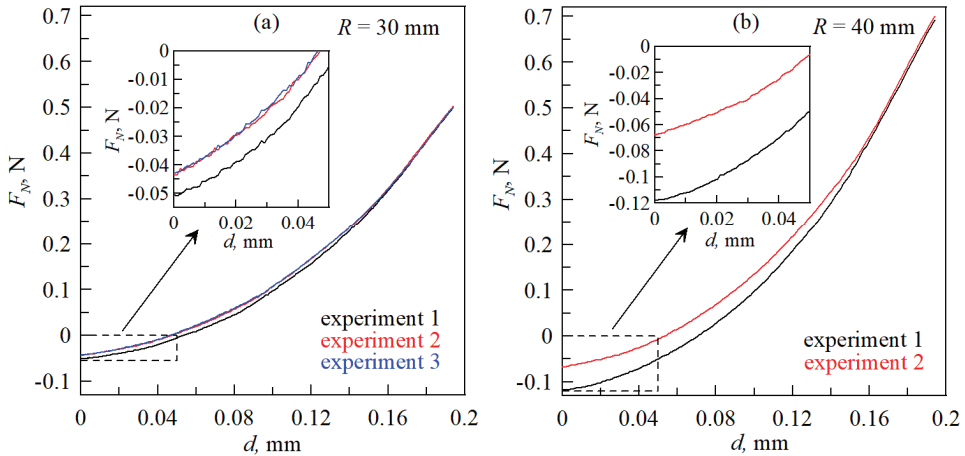 (a)
R = 30 mm
0.7
0.6
0.5
0.4
0.3
0.2
0.1
0
-0.1
F_N, N
0
0.04
0.08
0.12
0.16
0.2
d, mm
0
-0.01
-0.02
-0.03
-0.04
-0.05
F_N, N
0
0.02
0.04
d, mm
experiment 1
experiment 2
experiment 3
(b)
R = 40 mm
0.7
0.6
0.5
0.4
0.3
0.2
0.1
0
-0.1
F_N, N
0
0.04
0.08
0.12
0.16
0.2
d, mm
0
-0.02
-0.04
-0.06
-0.08
-0.1
-0.12
F_N, N
0
0.02
0.04
d, mm
experiment 1
experiment 2